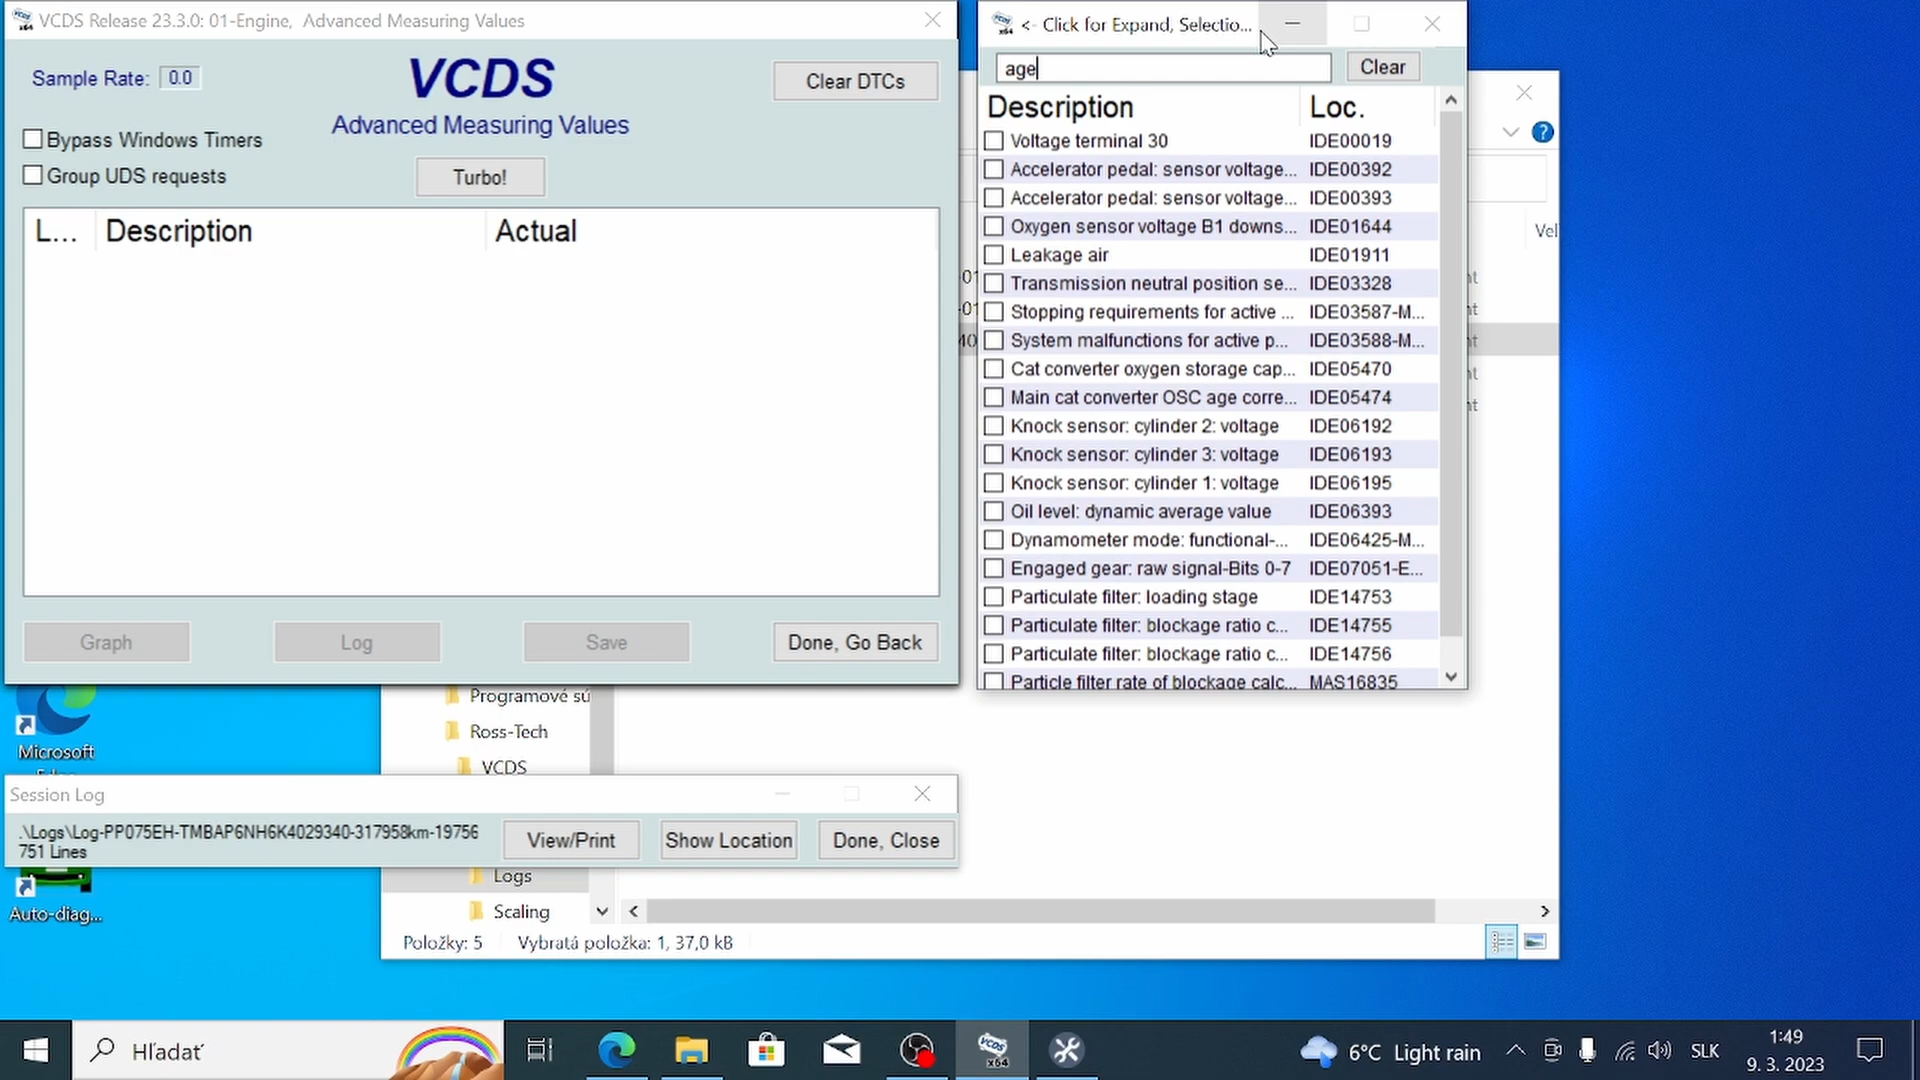 VCDS Release 23.3.0: 01-Engine,  Advanced Measuring Values
Sample Rate: 0.0
VCDS
Advanced Measuring Values
Clear DTCs
Bypass Windows Timers
Group UDS requests
Turbo!
L...
Description
Actual
Graph
Log
Save
Done, Go Back
<- Click for Expand, Selectio...
age
Clear
Description Loc.
Voltage terminal 30 IDE00019
Accelerator pedal: sensor voltage... IDE00392
Accelerator pedal: sensor voltage... IDE00393
Oxygen sensor voltage B1 downs... IDE01644
Leakage air IDE01911
Transmission neutral position se... IDE03328
Stopping requirements for active ... IDE03587-M...
System malfunctions for active p... IDE03588-M...
Cat converter oxygen storage cap... IDE05470
Main cat converter OSC age corre... IDE05474
Knock sensor: cylinder 2: voltage IDE06192
Knock sensor: cylinder 3: voltage IDE06193
Knock sensor: cylinder 1: voltage IDE06195
Oil level: dynamic average value IDE06393
Dynamometer mode: functional-... IDE06425-M...
Engaged gear: raw signal-Bits 0-7 IDE07051-E...
Particulate filter: loading stage IDE14753
Particulate filter: blockage ratio c... IDE14755
Particulate filter: blockage ratio c... IDE14756
Particle filter rate of blockage calc... MAS16835
Vel
Microsoft
Programové sú
Ross-Tech
VCDS
Session Log
.\Logs\Log-PP075EH-TMBAP6NH6K4029340-317958km-19756
751 Lines
View/Print
Show Location
Done, Close
Auto-diag...
Logs
Scaling
Položky: 5
Vybratá položka: 1, 37,0 kB
Hľadať
VCDS
x64
6°C Light rain
SLK
1:49
9. 3. 2023